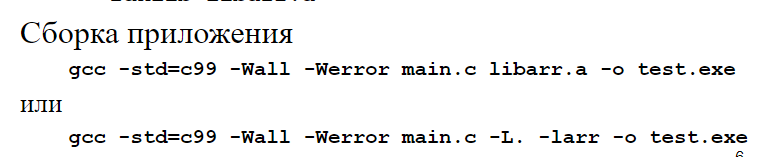 Сборка приложения
gcc -std=c99 -Wall -Werror main.c libarr.a -o test.exe
или
gcc -std=c99 -Wall -Werror main.c -L. -larr -o test.exe
6